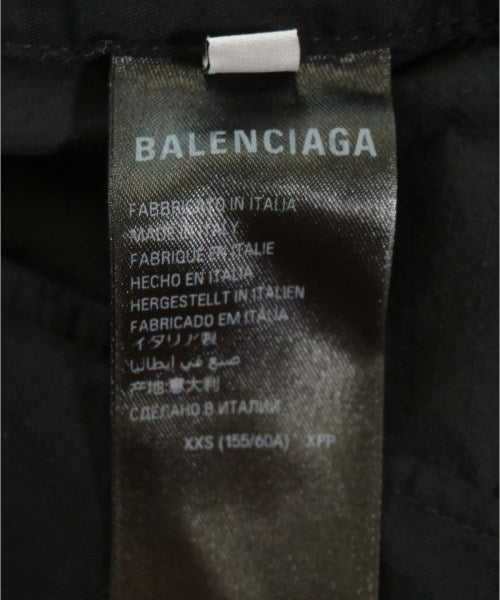 BALENCIAGA
FABBRICATO IN ITALIA
MADE IN ITALY
FABRIQUÉ EN ITALIE
HECHO EN ITALIA
HERGESTELLT IN ITALIEN
FABRICADO EM ITALIA
イタリア製
صنع في ايطاليا
产地:意大利
СДЕЛАНО В ИТАЛИИ
XXS (155/60A) XPP